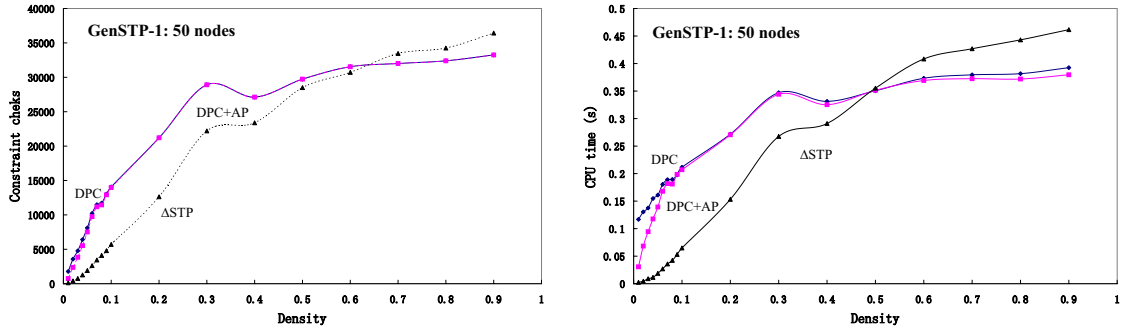 GenSTP-1: 50 nodes
Constraint cheks
40000
35000
30000
25000
20000
15000
10000
5000
0
DPC+AP
DPC
ΔSTP
0 0.1 0.2 0.3 0.4 0.5 0.6 0.7 0.8 0.9 1
Density
GenSTP-1: 50 nodes
CPU time (s)
0.5
0.45
0.4
0.35
0.3
0.25
0.2
0.15
0.1
0.05
0
ΔSTP
DPC
DPC+AP
0 0.1 0.2 0.3 0.4 0.5 0.6 0.7 0.8 0.9 1
Density